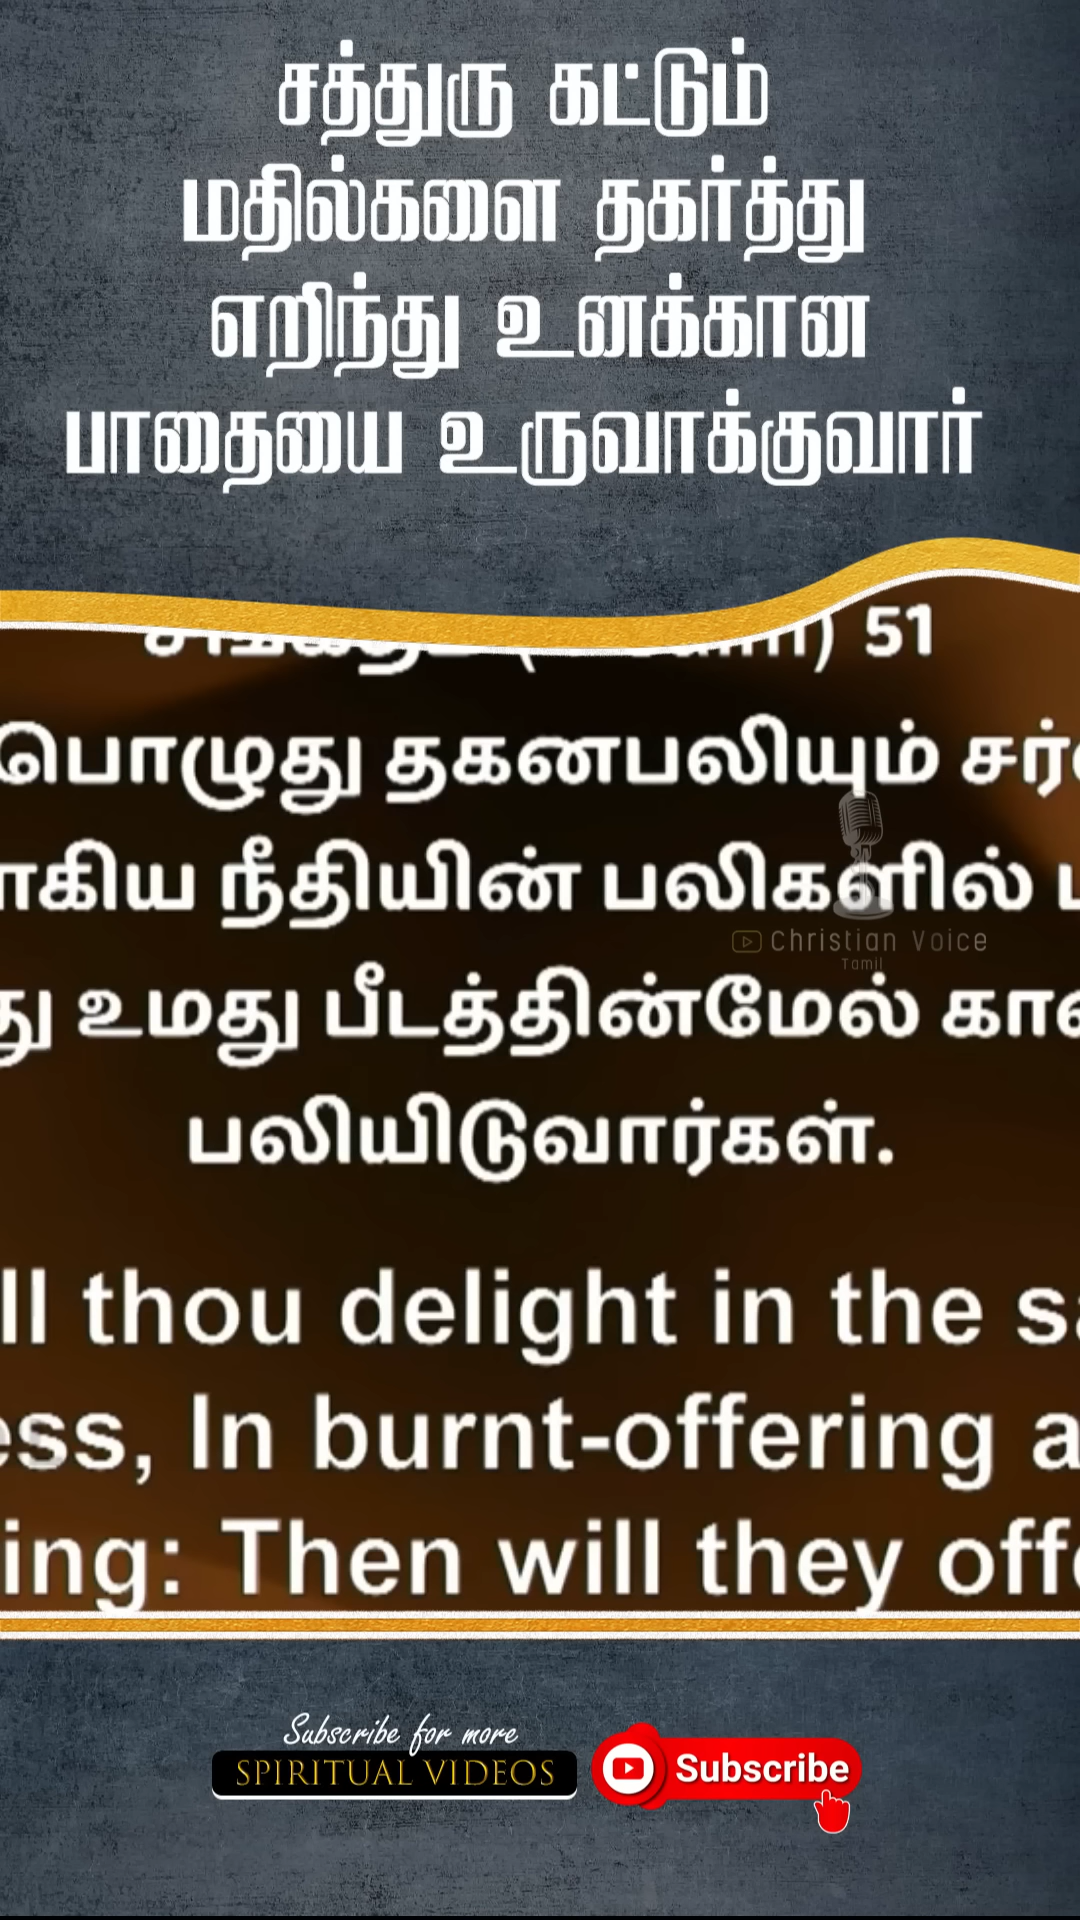 சத்துரு கட்டும்
மதில்களை தகர்த்து
எறிந்து உனக்கான
பாதையை உருவாக்குவார்
51
பொழுது தகனபலியும் சர்
ாகிய நீதியின் பலிகளில்
து உமது பீடத்தின்மேல் கா
பலியிடுவார்கள்.
ll thou delight in the s
ess, In burnt-offering a
ing: Then will they off
Christian Voice
Tamil
Subscribe for more
SPIRITUAL VIDEOS
Subscribe